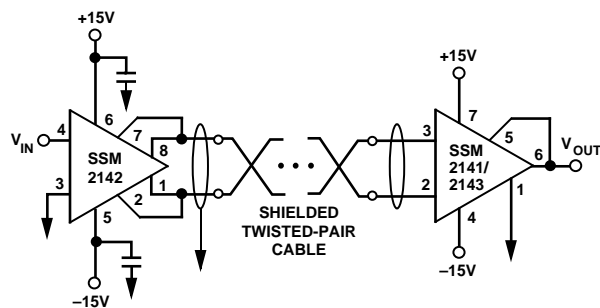 +15V
6
7
V_IN
4
SSM
2142
8
1
3
2
5
–15V
SHIELDED
TWISTED-PAIR
CABLE
+15V
7
3
5
V_OUT
SSM
2141/
2143
6
2
1
4
–15V